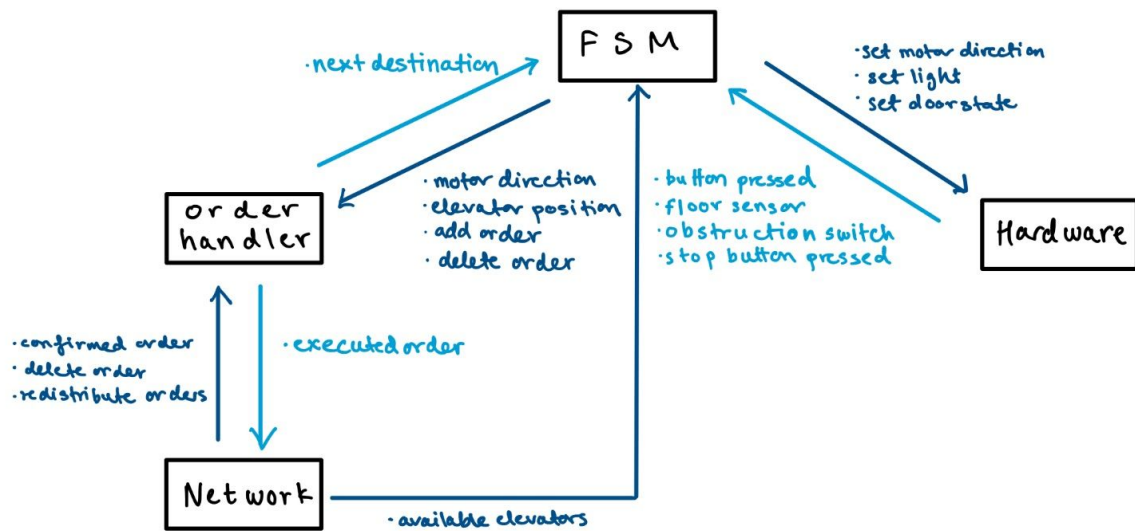 FSM
· next destination
· set motor direction
· set light
· set doorstate
· motor direction
· elevator position
· add order
· delete order
· button pressed
· floor sensor
· obstruction switch
· stop button pressed
order
handler
Hardware
· confirmed order
· delete order
· redistribute orders
· executed order
Network
· available elevators